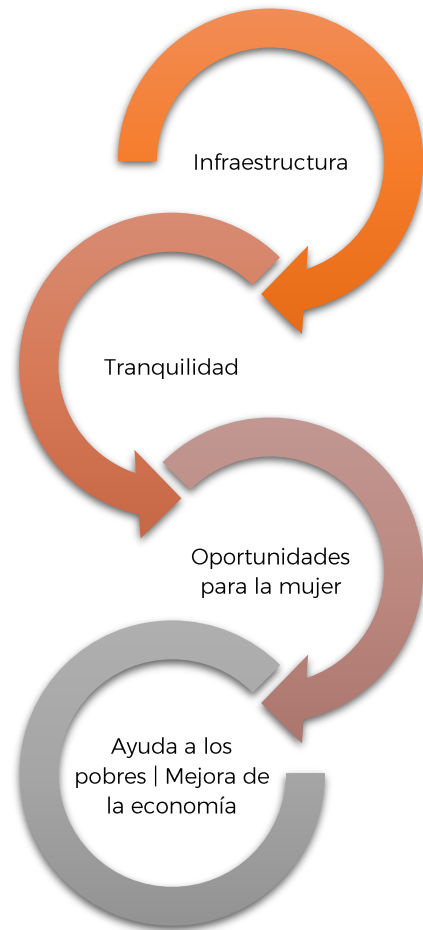 Infraestructura
Tranquilidad
Oportunidades
para la mujer
Ayuda a los
pobres | Mejora de
la economía